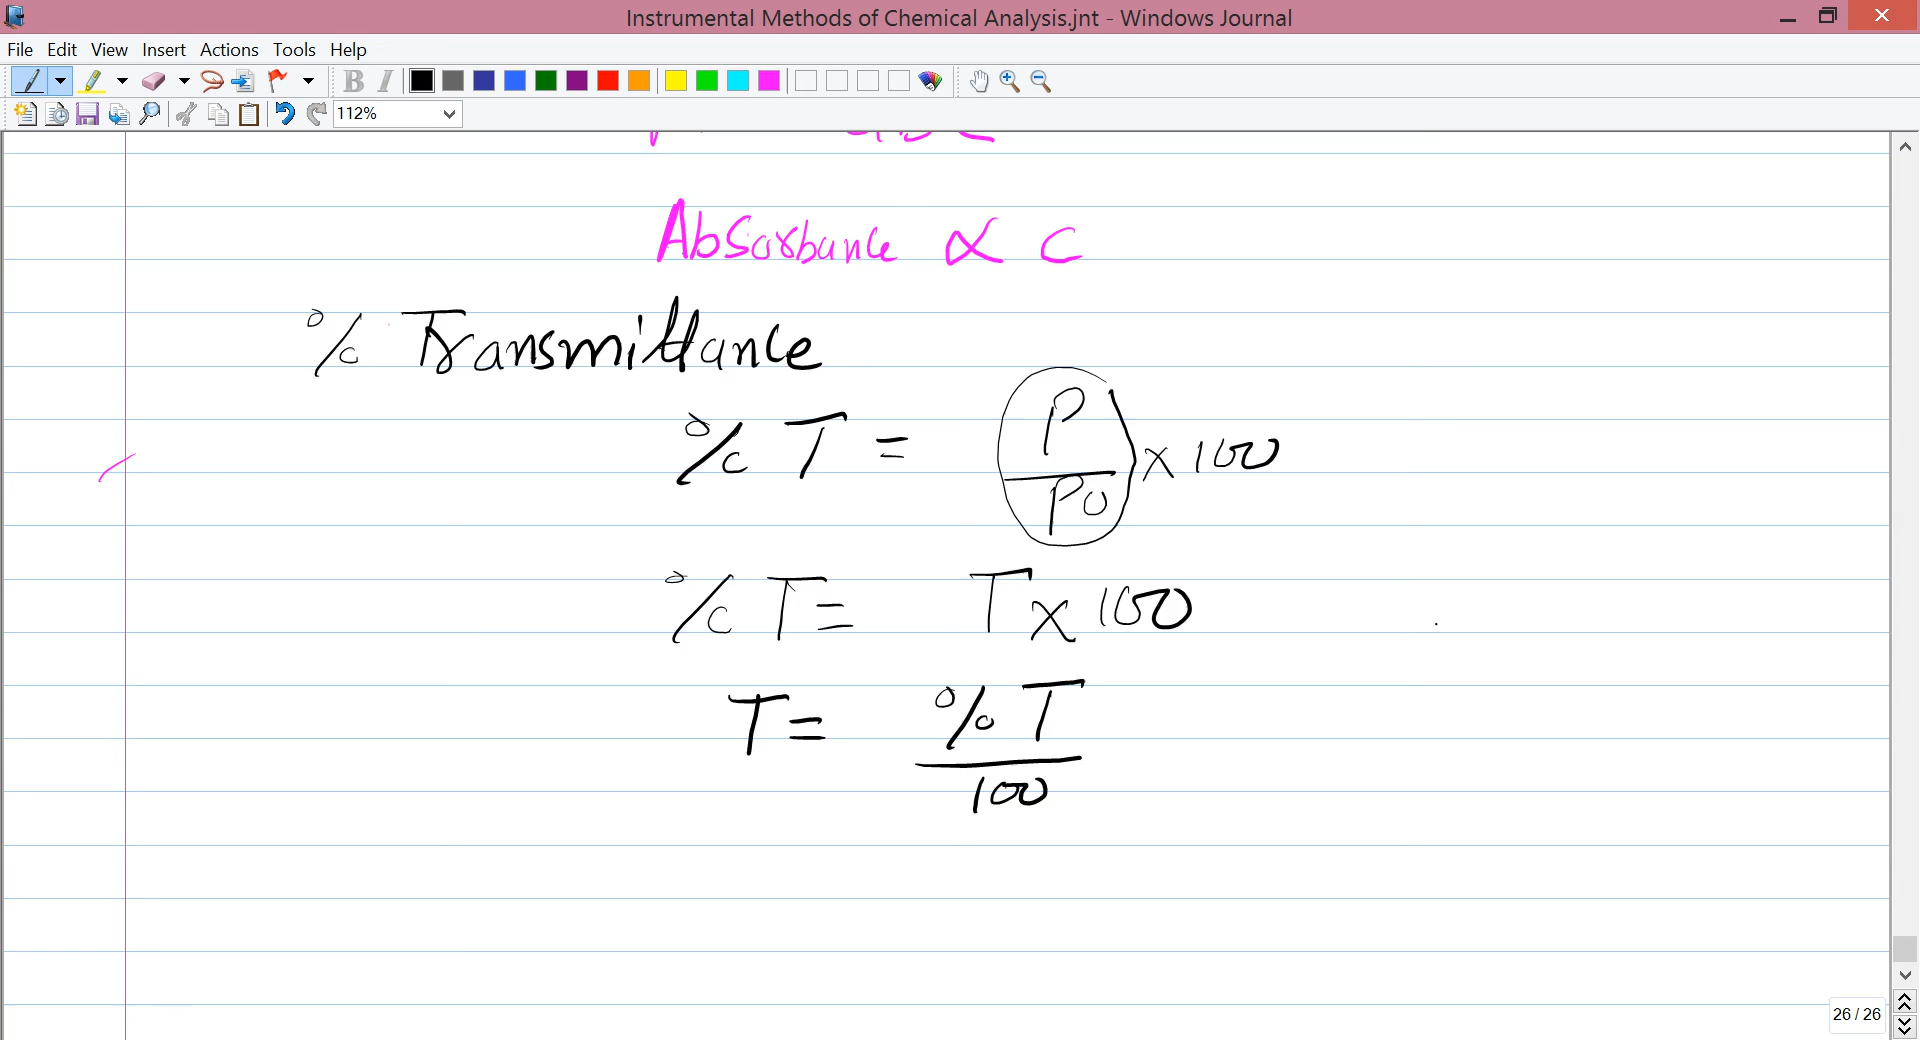 Instrumental Methods of Chemical Analysis.jnt - Windows Journal
File Edit View Insert Actions Tools Help
B I
112%
Absorbance ∝ C
% Transmittance
% T = P/P0 × 100
% T = T × 100
T = % T/100
26 / 26